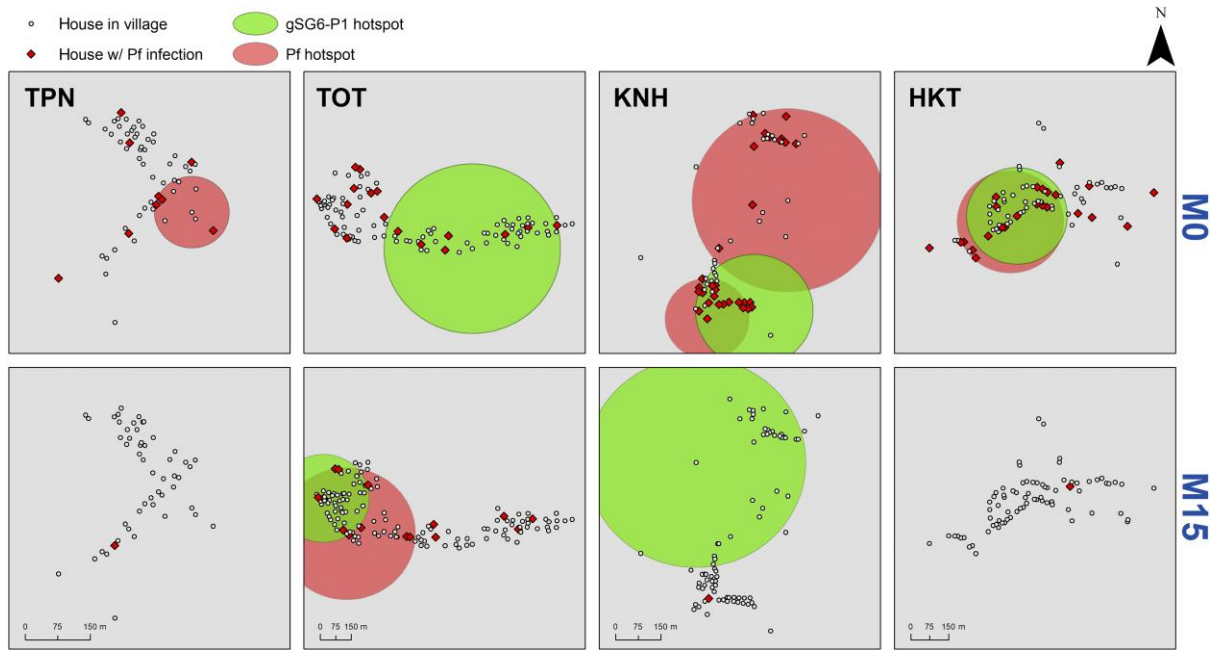 House in village
gSG6-P1 hotspot
House w/ Pf infection
Pf hotspot
N
TPN
TOT
KNH
HKT
M0
M15
0 75 150 m
0 75 150 m
0 75 150 m
0 75 150 m